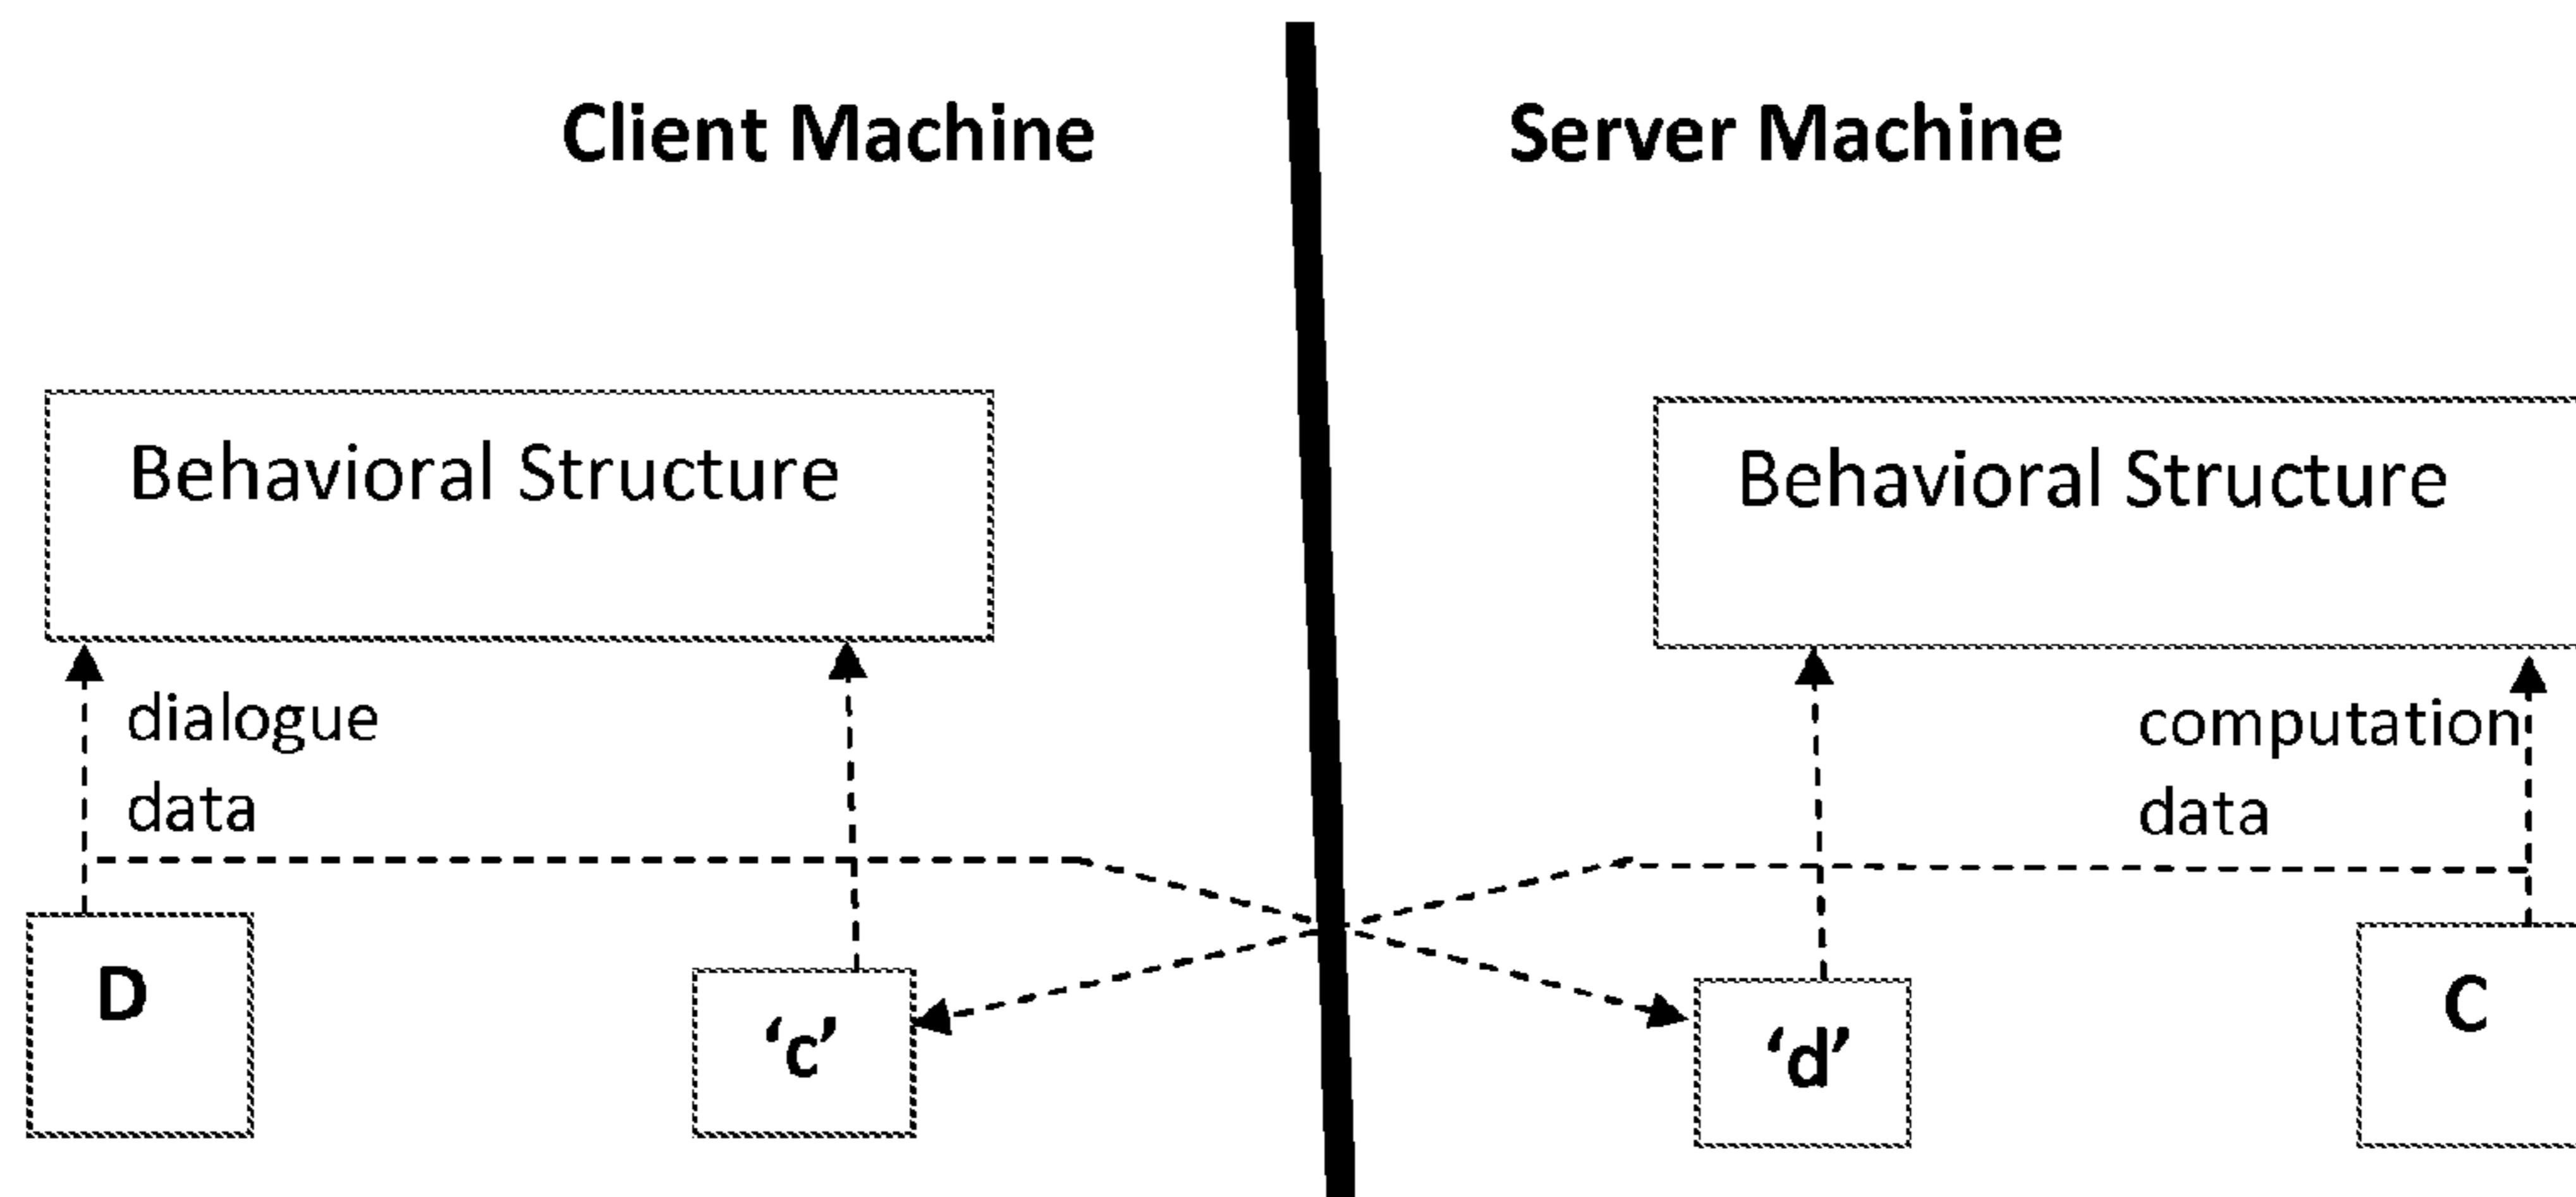 Client Machine
Server Machine
Behavioral Structure
Behavioral Structure
dialogue
data
computation
data
D
‘c’
‘d’
C